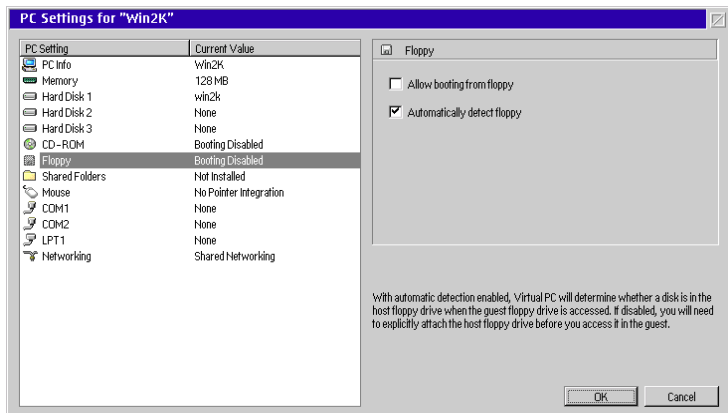 PC Settings for "Win2K"
PC Setting Current Value
PC Info Win2K
Memory 128 MB
Hard Disk 1 win2k
Hard Disk 2 None
Hard Disk 3 None
CD-ROM Booting Disabled
Floppy Booting Disabled
Shared Folders Not Installed
Mouse No Pointer Integration
COM1 None
COM2 None
LPT1 None
Networking Shared Networking
Floppy
Allow booting from floppy
Automatically detect floppy
With automatic detection enabled, Virtual PC will determine whether a disk is in the
host floppy drive when the guest floppy drive is accessed. If disabled, you will need
to explicitly attach the host floppy drive before you access it in the guest.
OK Cancel